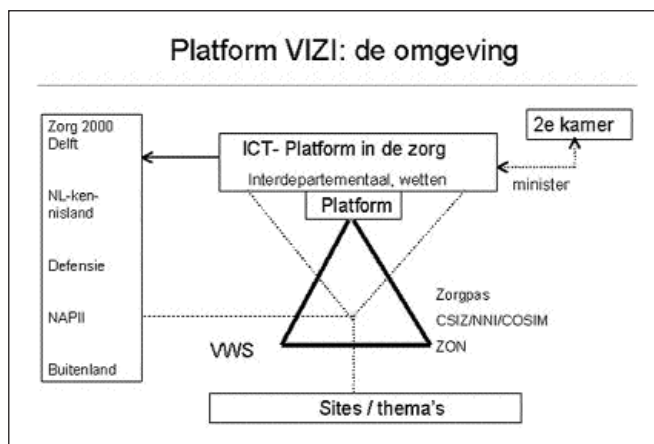 Platform VIZI: de omgeving
Zorg 2000
Delft
NL-ken-
nisland
Defensie
NAPII
Buitenland
ICT- Platform in de zorg
Interdepartementaal, wetten
Platform
2e kamer
minister
Zorgpas
CSIZ/NNI/COSIM
ZON
VWS
Sites / thema's